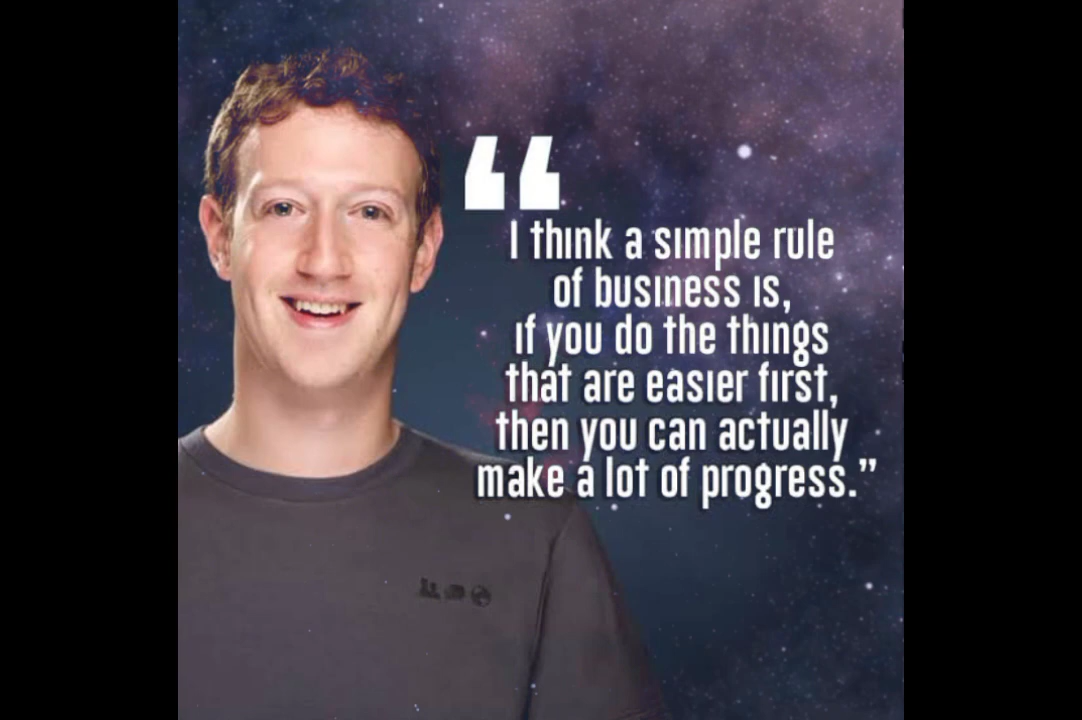 “
I think a simple rule
of business is,
if you do the things
that are easier first,
then you can actually
make a lot of progress.”